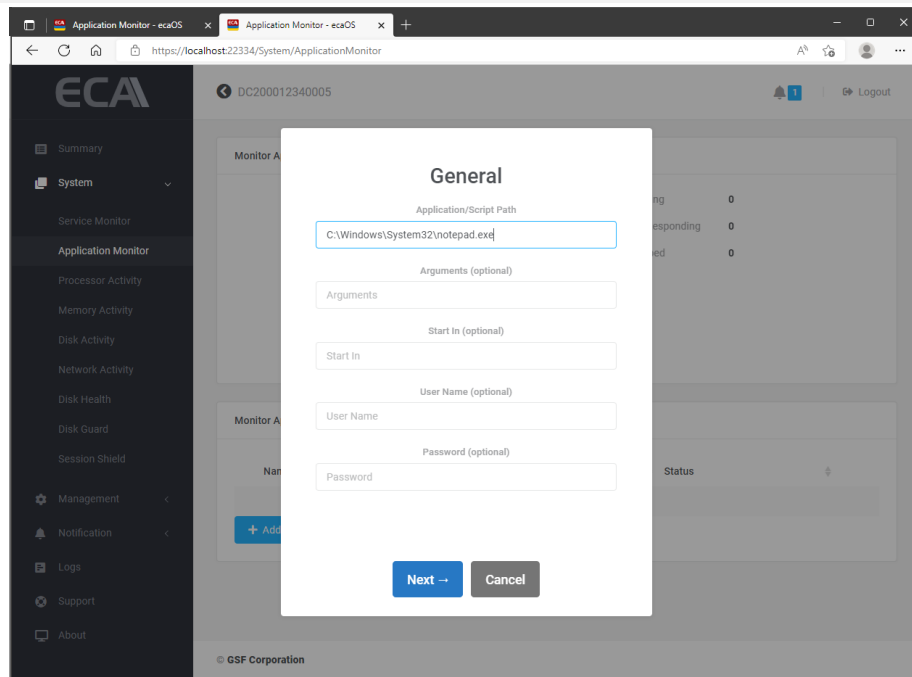 Application Monitor - ecaOS
Application Monitor - ecaOS
https://localhost:22334/System/ApplicationMonitor
ECA
DC200012340005
1
Logout
Summary
System
Service Monitor
Application Monitor
Processor Activity
Memory Activity
Disk Activity
Network Activity
Disk Health
Disk Guard
Session Shield
Management
Notification
Logs
Support
About
Monitor A
ng 0
esponding 0
ed 0
General
Application/Script Path
C:\Windows\System32\notepad.exe
Arguments (optional)
Arguments
Start In (optional)
Start In
User Name (optional)
User Name
Password (optional)
Password
Next →
Cancel
Monitor A
Nan
Status
+ Add
© GSF Corporation